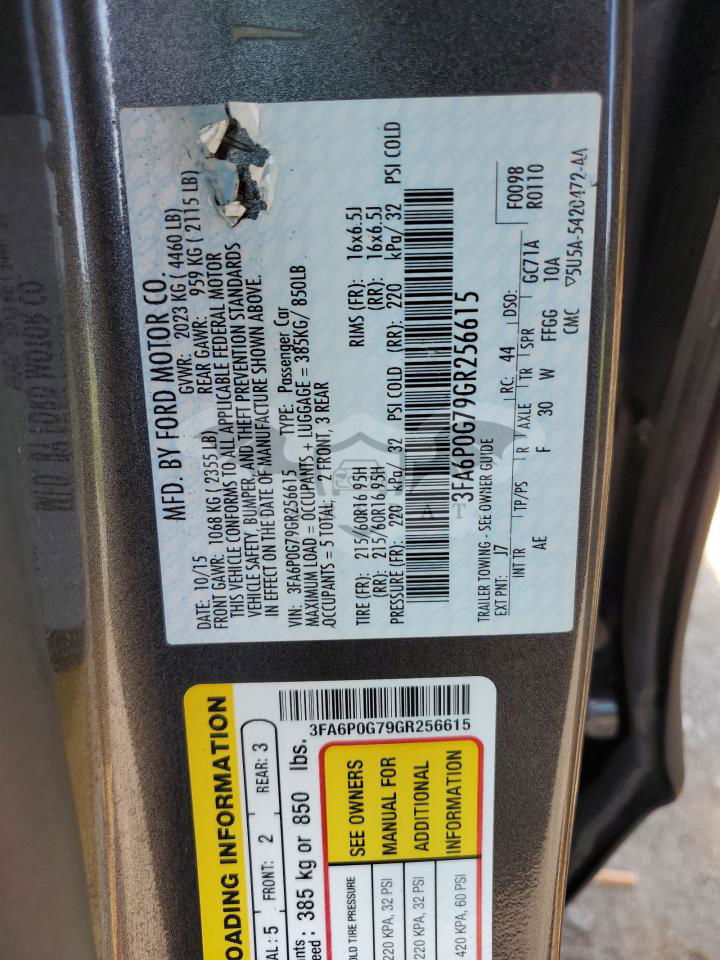 MFD. BY FORD MOTOR CO.
DATE: 10/15 GVWR: 2023 KG ( 4460 LB)
FRONT GAWR: 1068 KG ( 2355 LB) REAR GAWR: 959 KG ( 2115 LB)
THIS VEHICLE CONFORMS TO ALL APPLICABLE FEDERAL MOTOR
VEHICLE SAFETY, BUMPER, AND THEFT PREVENTION STANDARDS
IN EFFECT ON THE DATE OF MANUFACTURE SHOWN ABOVE.
VIN: 3FA6P0G79GR256615 TYPE: Passenger Car
MAXIMUM LOAD = OCCUPANTS + LUGGAGE = 385KG/ 850LB
OCCUPANTS = 5 TOTAL, 2 FRONT, 3 REAR
TIRE (FR): 215/60R16 95H RIMS (FR): 16x6.5J
(RR): 215/60R16 95H (RR): 16x6.5J
PRESSURE (FR): 220 kPa/ 32 PSI COLD (RR): 220 kPa/ 32 PSI COLD
3FA6P0G79GR256615
TRAILER TOWING - SEE OWNER GUIDE
EXT PNT: J7 RC: 44 DSO: F0098
R0110
INT TR TP/PS R AXLE TR SPR GC71A
AE F 30 W FFGG 10A
CMC ▽5U5A-5420472-AA
OADING INFORMATION
AL: 5 FRONT: 2 REAR: 3
ants
eed : 385 kg or 850 lbs.
3FA6P0G79GR256615
OLD TIRE PRESSURE
220 KPA, 32 PSI
220 KPA, 32 PSI
420 KPA, 60 PSI
SEE OWNERS
MANUAL FOR
ADDITIONAL
INFORMATION